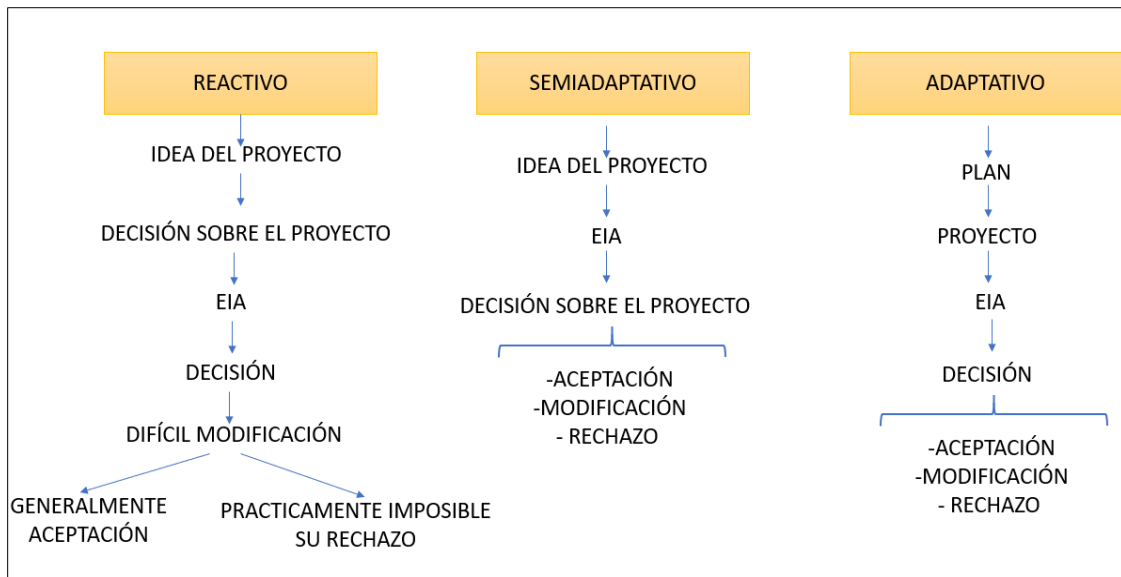 REACTIVO
IDEA DEL PROYECTO
DECISIÓN SOBRE EL PROYECTO
EIA
DECISIÓN
DIFÍCIL MODIFICACIÓN
GENERALMENTE
ACEPTACIÓN
PRACTICAMENTE IMPOSIBLE
SU RECHAZO
SEMIADAPTATIVO
IDEA DEL PROYECTO
EIA
DECISIÓN SOBRE EL PROYECTO
-ACEPTACIÓN
-MODIFICACIÓN
- RECHAZO
ADAPTATIVO
PLAN
PROYECTO
EIA
DECISIÓN
-ACEPTACIÓN
-MODIFICACIÓN
- RECHAZO